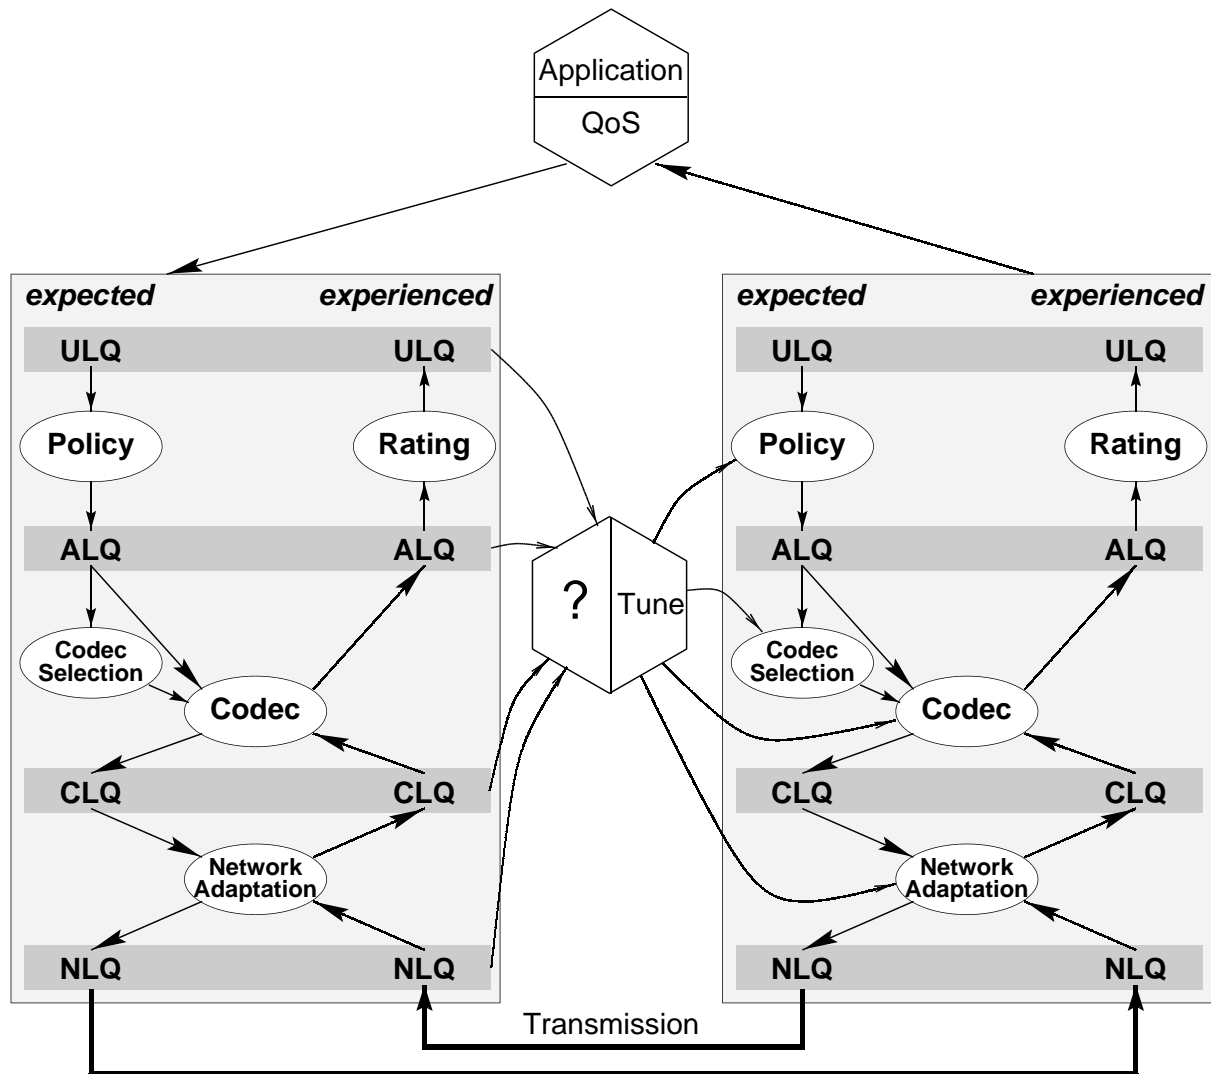 Application
QoS
expected experienced
ULQ ULQ
Policy Rating
ALQ ALQ
Codec
Selection
Codec
CLQ CLQ
Network
Adaptation
NLQ NLQ
?
Tune
expected experienced
ULQ ULQ
Policy Rating
ALQ ALQ
Codec
Selection
Codec
CLQ CLQ
Network
Adaptation
NLQ NLQ
Transmission